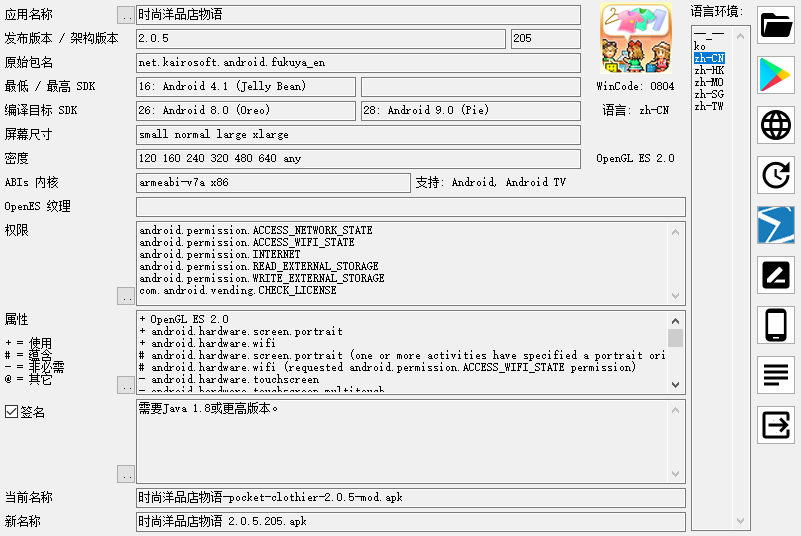 应用名称 .. 时尚洋品店物语
发布版本 / 架构版本 2.0.5 205
原始包名 net.kairosoft.android.fukuya_en
最低 / 最高 SDK 16: Android 4.1 (Jelly Bean)
编译目标 SDK 26: Android 8.0 (Oreo) 28: Android 9.0 (Pie)
屏幕尺寸 small normal large xlarge
密度 120 160 240 320 480 640 any
ABIs 内核 armeabi-v7a x86 支持: Android, Android TV
OpenES 纹理
权限
android.permission.ACCESS_NETWORK_STATE
android.permission.ACCESS_WIFI_STATE
android.permission.INTERNET
android.permission.READ_EXTERNAL_STORAGE
android.permission.WRITE_EXTERNAL_STORAGE
com.android.vending.CHECK_LICENSE
..
属性
+ = 使用
# = 蕴含
- = 非必需
@ = 其它
+ OpenGL ES 2.0
+ android.hardware.screen.portrait
+ android.hardware.wifi
# android.hardware.screen.portrait (one or more activities have specified a portrait ori
# android.hardware.wifi (requested android.permission.ACCESS_WIFI_STATE permission)
- android.hardware.touchscreen
- android.hardware.touchscreen.multitouch
..
签名
需要Java 1.8或更高版本。
..
当前名称 时尚洋品店物语-pocket-clothier-2.0.5-mod.apk
新名称 时尚洋品店物语 2.0.5.205.apk
WinCode: 0804
语言: zh-CN
OpenGL ES 2.0
语言环境:
--_--
ko
zh-CN
zh-HK
zh-MO
zh-SG
zh-TW